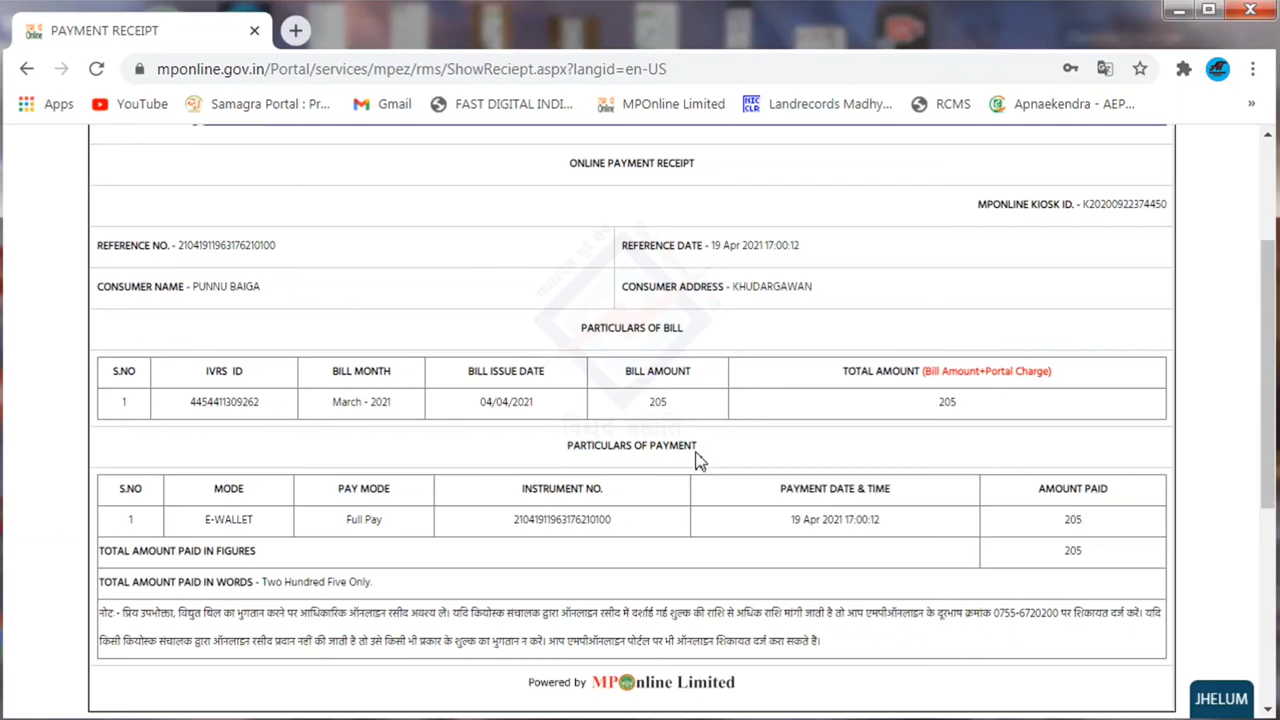 PAYMENT RECEIPT
mponline.gov.in/Portal/services/mpez/rms/ShowReciept.aspx?langid=en-US
Apps YouTube Samagra Portal : Pr... Gmail FASTDIGITAL INDI... MPOnline Limited Landrecords Madhy... RCMS Apnaekendra - AEP...
ONLINE PAYMENT RECEIPT
MPONLINE KIOSK ID. - K20200922374450
REFERENCE NO. - 21041911963176210100 REFERENCE DATE - 19 Apr 2021 17:00:12
CONSUMER NAME - PUNNU BAIGA CONSUMER ADDRESS - KHUDARGAWAN
PARTICULARS OF BILL
S.NO IVRS ID BILL MONTH BILL ISSUE DATE BILL AMOUNT TOTAL AMOUNT (Bill Amount+Portal Charge)
1 4454411309262 March - 2021 04/04/2021 205 205
PARTICULARS OF PAYMENT
S.NO MODE PAY MODE INSTRUMENT NO. PAYMENT DATE & TIME AMOUNT PAID
1 E-WALLET Full Pay 21041911963176210100 19 Apr 2021 17:00:12 205
TOTAL AMOUNT PAID IN FIGURES 205
TOTAL AMOUNT PAID IN WORDS - Two Hundred Five Only.
नोट:- प्रिय उपभोक्ता, विद्युत बिल का भुगतान करने पर आधिकारिक ऑनलाइन रसीद अवश्य लें। यदि कियोस्क संचालक द्वारा ऑनलाइन रसीद में दर्शाई गई शुल्क की राशि से अधिक राशि मांगी जाती है तो आप एमपीऑनलाइन के दूरभाष क्रमांक 0755-6720200 पर शिकायत दर्ज करें। यदि
किसी कियोस्क संचालक द्वारा ऑनलाइन रसीद प्रदान नहीं की जाती है तो उसे किसी भी प्रकार के शुल्क का भुगतान न करें। आप एमपीऑनलाइन पोर्टल पर भी ऑनलाइन शिकायत दर्ज करा सकते है।
Powered by MPOnline Limited
JHELUM